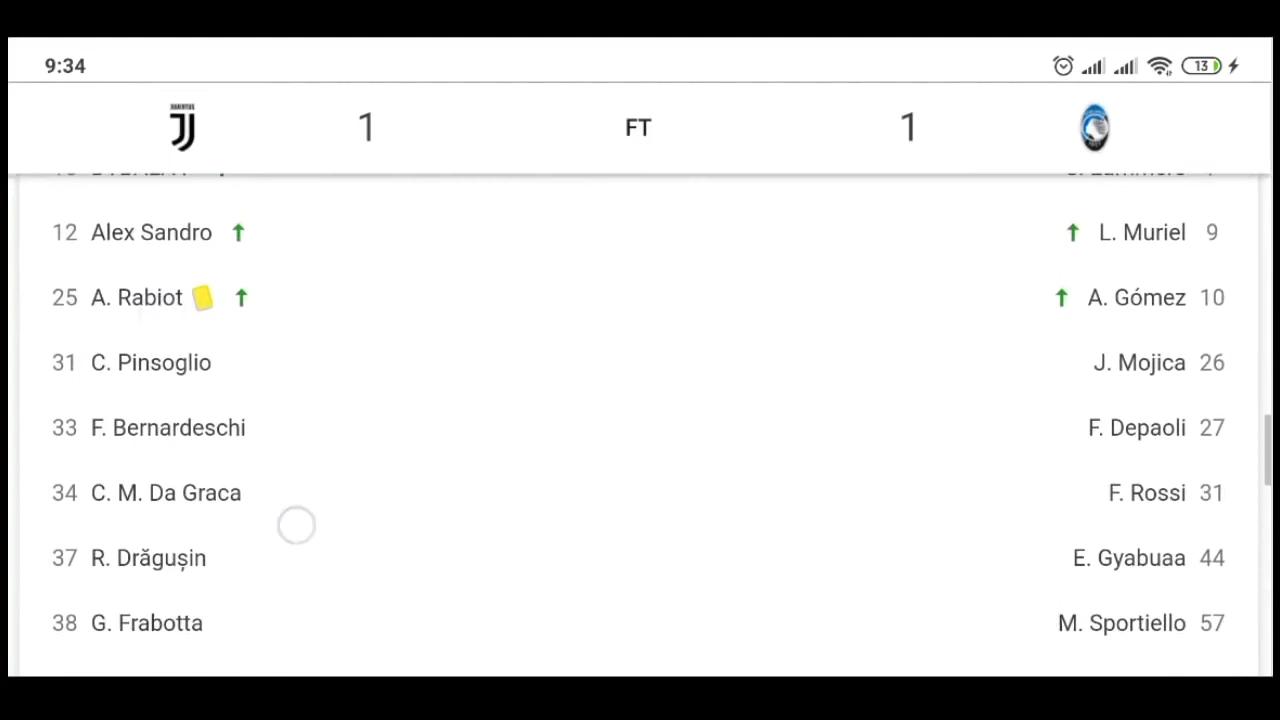 9:34 13
JUVENTUS
1 FT 1
12 Alex Sandro L. Muriel 9
25 A. Rabiot A. Gómez 10
31 C. Pinsoglio J. Mojica 26
33 F. Bernardeschi F. Depaoli 27
34 C. M. Da Graca F. Rossi 31
37 R. Drăgușin E. Gyabuaa 44
38 G. Frabotta M. Sportiello 57